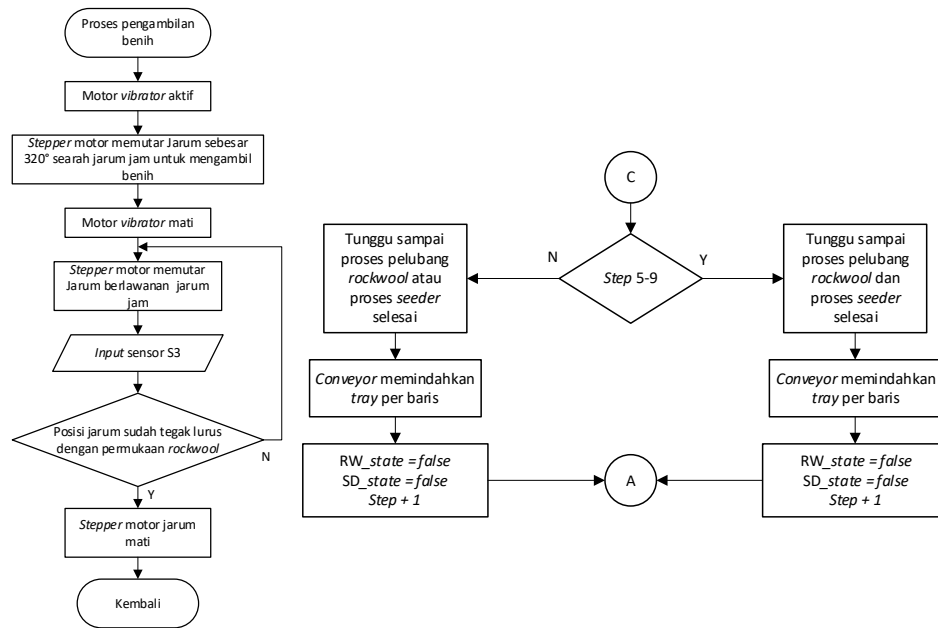 Proses pengambilan
benih
Motor vibrator aktif
Stepper motor memutar Jarum sebesar
320° searah jarum jam untuk mengambil
benih
Motor vibrator mati
Stepper motor memutar
Jarum berlawanan jarum
jam
Input sensor S3
Posisi jarum sudah tegak lurus
dengan permukaan rockwool
N
Y
Stepper motor jarum
mati
Kembali
C
Step 5-9
N
Y
Tunggu sampai
proses pelubang
rockwool atau
proses seeder
selesai
Conveyor memindahkan
tray per baris
RW_state = false
SD_state = false
Step + 1
Tunggu sampai
proses pelubang
rockwool dan
proses seeder
selesai
Conveyor memindahkan
tray per baris
RW_state = false
SD_state = false
Step + 1
A